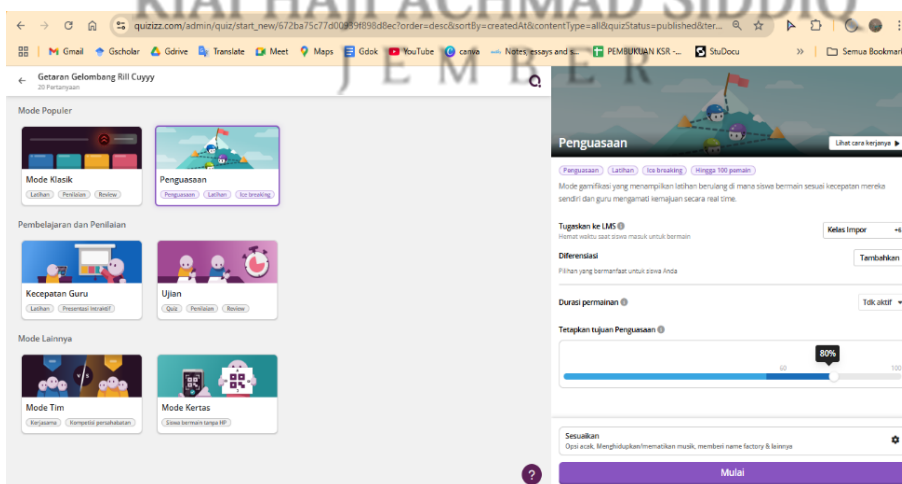 KIAI HAJI ACHMAD SIDDIQ
JEMBER
quizizz.com/admin/quiz/start_new/672ba75c77d00939f898d8ec?order=desc&sortBy=createdAt&contentType=all&quizStatus=published&ter...
Gmail Gscholar Gdrive Translate Meet Maps Gdok YouTube canva Notes, essays and s... PEMBUKUAN KSR -... StuDocu » Semua Bookmark
Getaran Gelombang Rill Cuyyy
20 Pertanyaan
Mode Populer
Mode Klasik
Latihan Penilaian Review
Penguasaan
Penguasaan Latihan Ice breaking
Pembelajaran dan Penilaian
Kecepatan Guru
Latihan Presentasi Intraktif
Ujian
Quiz Penilaian Review
Mode Lainnya
VS
Mode Tim
Kerjasama Kompetisi persahabatan
Mode Kertas
Siswa bermain tanpa HP
?
Penguasaan
Lihat cara kerjanya
Penguasaan Latihan Ice breaking Hingga 100 pemain
Mode gamifikasi yang menampilkan latihan berulang di mana siswa bermain sesuai kecepatan mereka
sendiri dan guru mengamati kemajuan secara real time.
Tugaskan ke LMS
Hemat waktu saat siswa masuk untuk bermain
Kelas Impor
Diferensiasi
Pilihan yang bermanfaat untuk siswa Anda
Tambahkan
Durasi permainan
Tdk aktif
Tetapkan tujuan Penguasaan
80%
60 100
Sesuaikan
Opsi acak, Menghidupkan/mematikan musik, memberi name factory & lainnya
Mulai